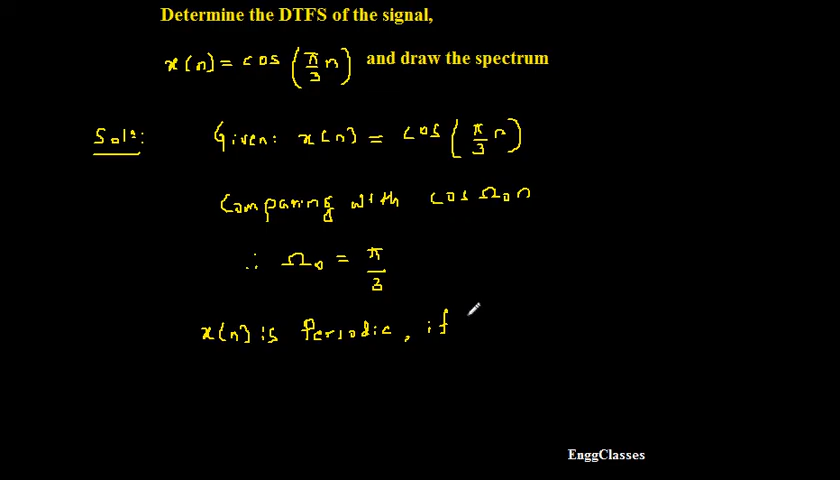 Determine the DTFS of the signal,
x(n) = cos (π/3 n) and draw the spectrum
Solⁿ: Given: x(n) = cos (π/3 n)
Comparing with cos Ω₀n
∴ Ω₀ = π/3
x(n) is Periodic, if
EnggClasses